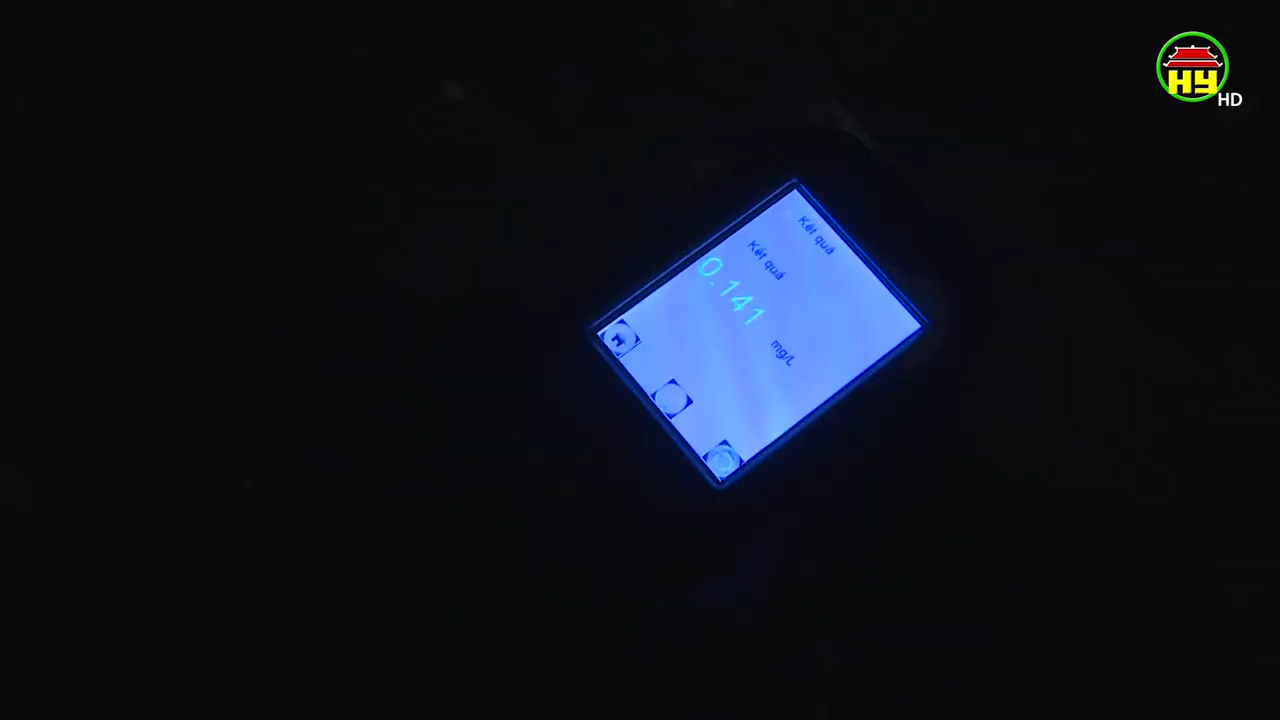 HY
HD
Kết quả
Kết quả
0.141
mg/L